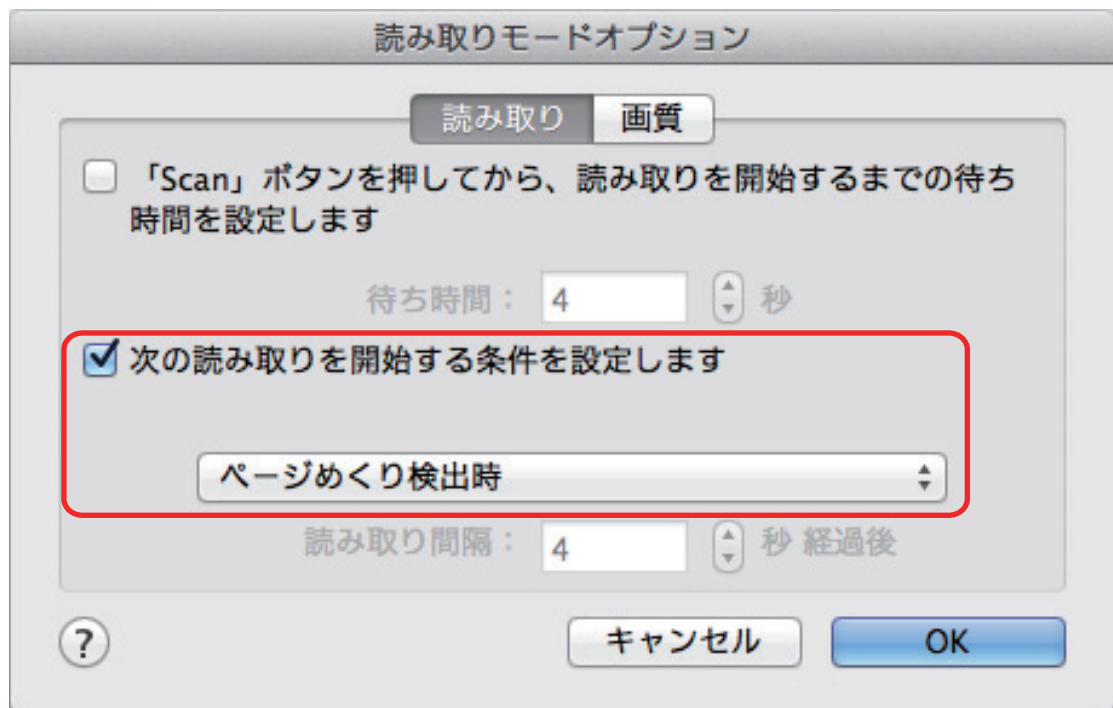 読み取りモードオプション
読み取り 画質
「Scan」ボタンを押してから、読み取りを開始するまでの待ち
時間を設定します
待ち時間： 4 秒
次の読み取りを開始する条件を設定します
ページめくり検出時
読み取り間隔： 4 秒 経過後
? キャンセル OK